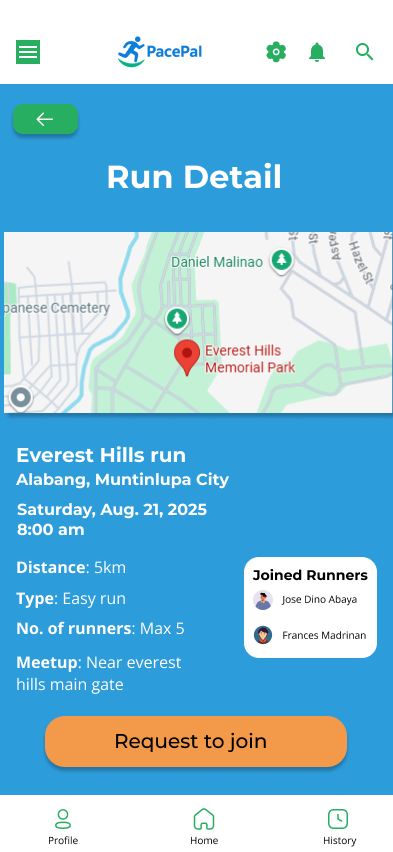 PacePal
Run Detail
Daniel Malinao
St
St
Aspe
Hazel St
panese Cemetery
Everest Hills
Memorial Park
Everest Hills run
Alabang, Muntinlupa City
Saturday, Aug. 21, 2025
8:00 am
Distance: 5km
Type: Easy run
No. of runners: Max 5
Meetup: Near everest
hills main gate
Joined Runners
Jose Dino Abaya
Frances Madrinan
Request to join
Profile
Home
History